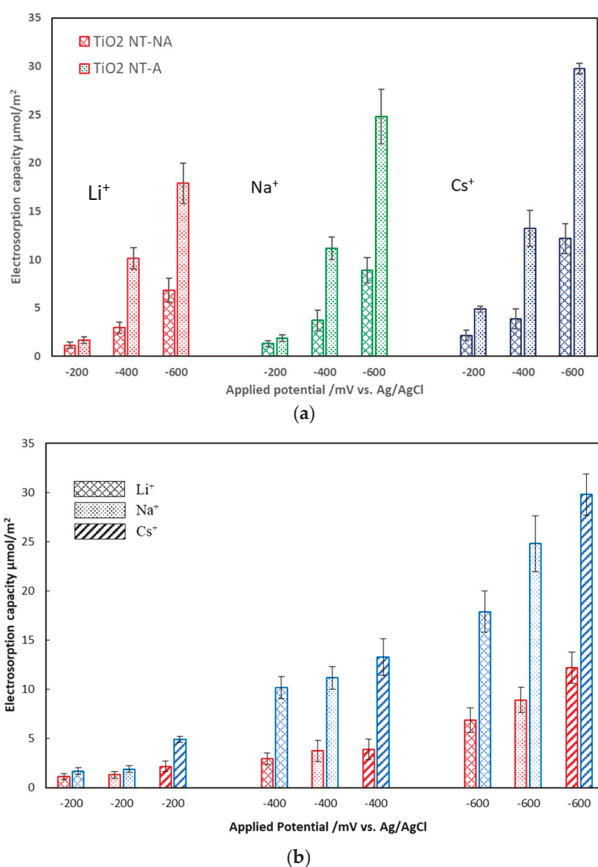 35
30
25
20
15
10
5
0
Electrosorption capacity µmol/m²
TiO2 NT-NA
TiO2 NT-A
Li⁺
Na⁺
Cs⁺
-200 -400 -600 -200 -400 -600 -200 -400 -600
Applied potential /mV vs. Ag/AgCl
(a)
35
30
25
20
15
10
5
0
Electrosorption capacity µmol/m²
Li⁺
Na⁺
Cs⁺
-200 -200 -200 -400 -400 -400 -600 -600 -600
Applied Potential /mV vs. Ag/AgCl
(b)